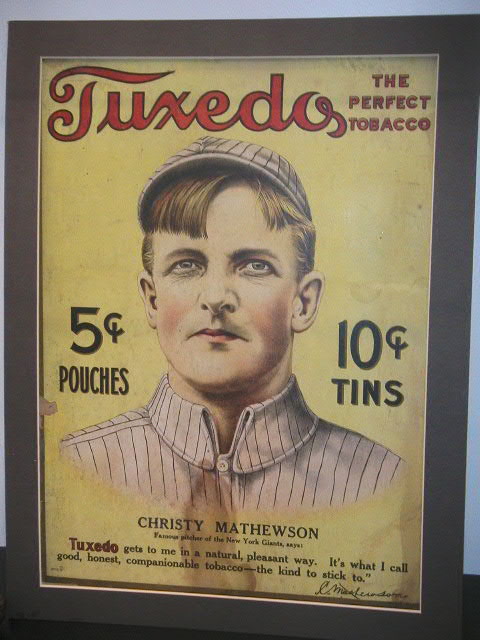 Tuxedo
THE
PERFECT
TOBACCO
5¢
POUCHES
10¢
TINS
CHRISTY MATHEWSON
Famous pitcher of the New York Giants, says:
Tuxedo gets to me in a natural, pleasant way. It's what I call
good, honest, companionable tobacco—the kind to stick to."
C. Mathewson